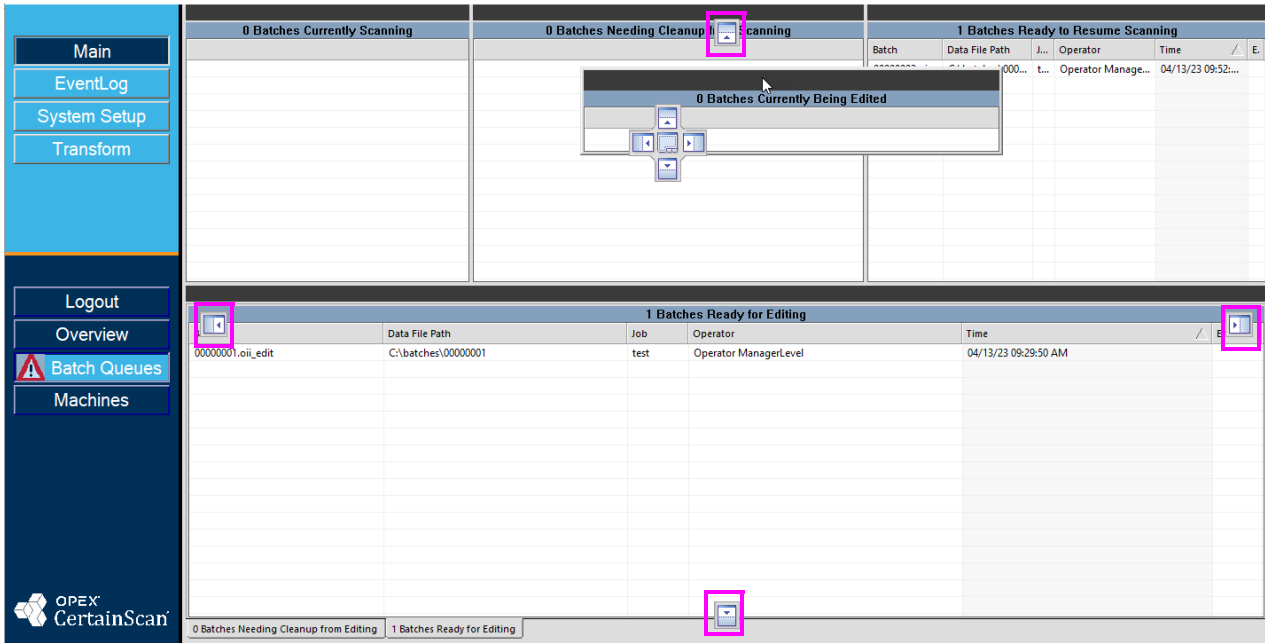 Main
EventLog
System Setup
Transform
Logout
Overview
Batch Queues
Machines
OPEX
CertainScan
0 Batches Currently Scanning
0 Batches Needing Cleanup Scanning
1 Batches Ready to Resume Scanning
Batch Data File Path J... Operator Time E.
000... t... Operator Manage... 04/13/23 09:52:...
0 Batches Currently Being Edited
1 Batches Ready for Editing
Data File Path Job Operator Time
00000001.oii_edit C:\batches\00000001 test Operator ManagerLevel 04/13/23 09:29:50 AM
0 Batches Needing Cleanup from Editing 1 Batches Ready for Editing